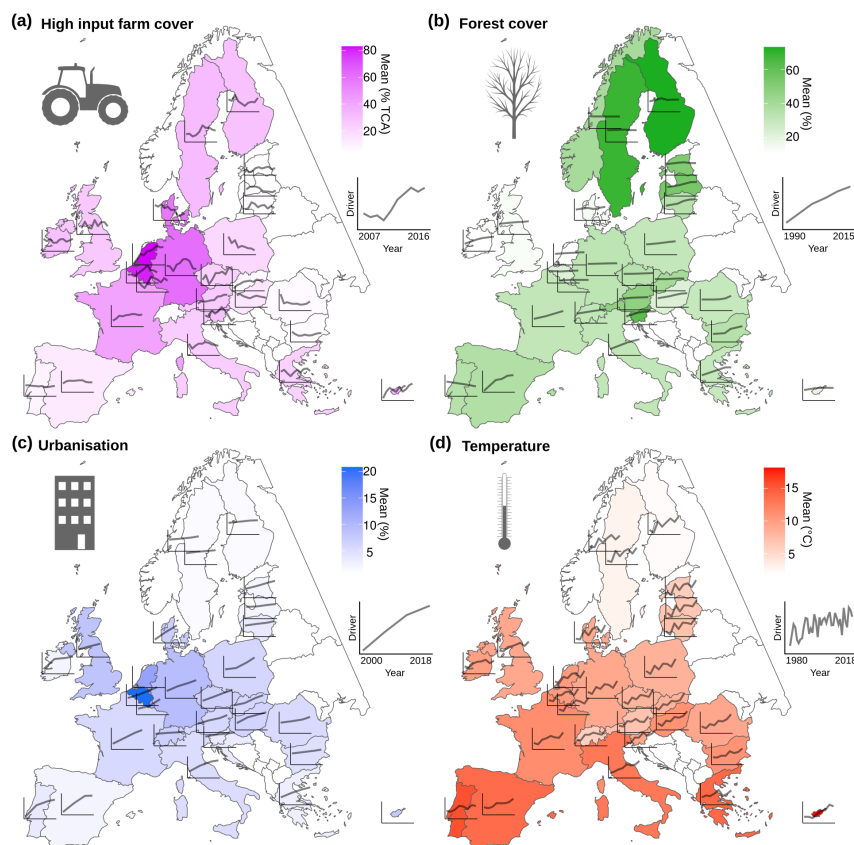 (a) High input farm cover
80
60
40
20
Mean (% TCA)
Driver
2007 2016
Year
(b) Forest cover
60
40
20
Mean (%)
Driver
1990 2015
Year
(c) Urbanisation
20
15
10
5
Mean (%)
Driver
2000 2018
Year
(d) Temperature
15
10
5
Mean (°C)
Driver
1980 2018
Year